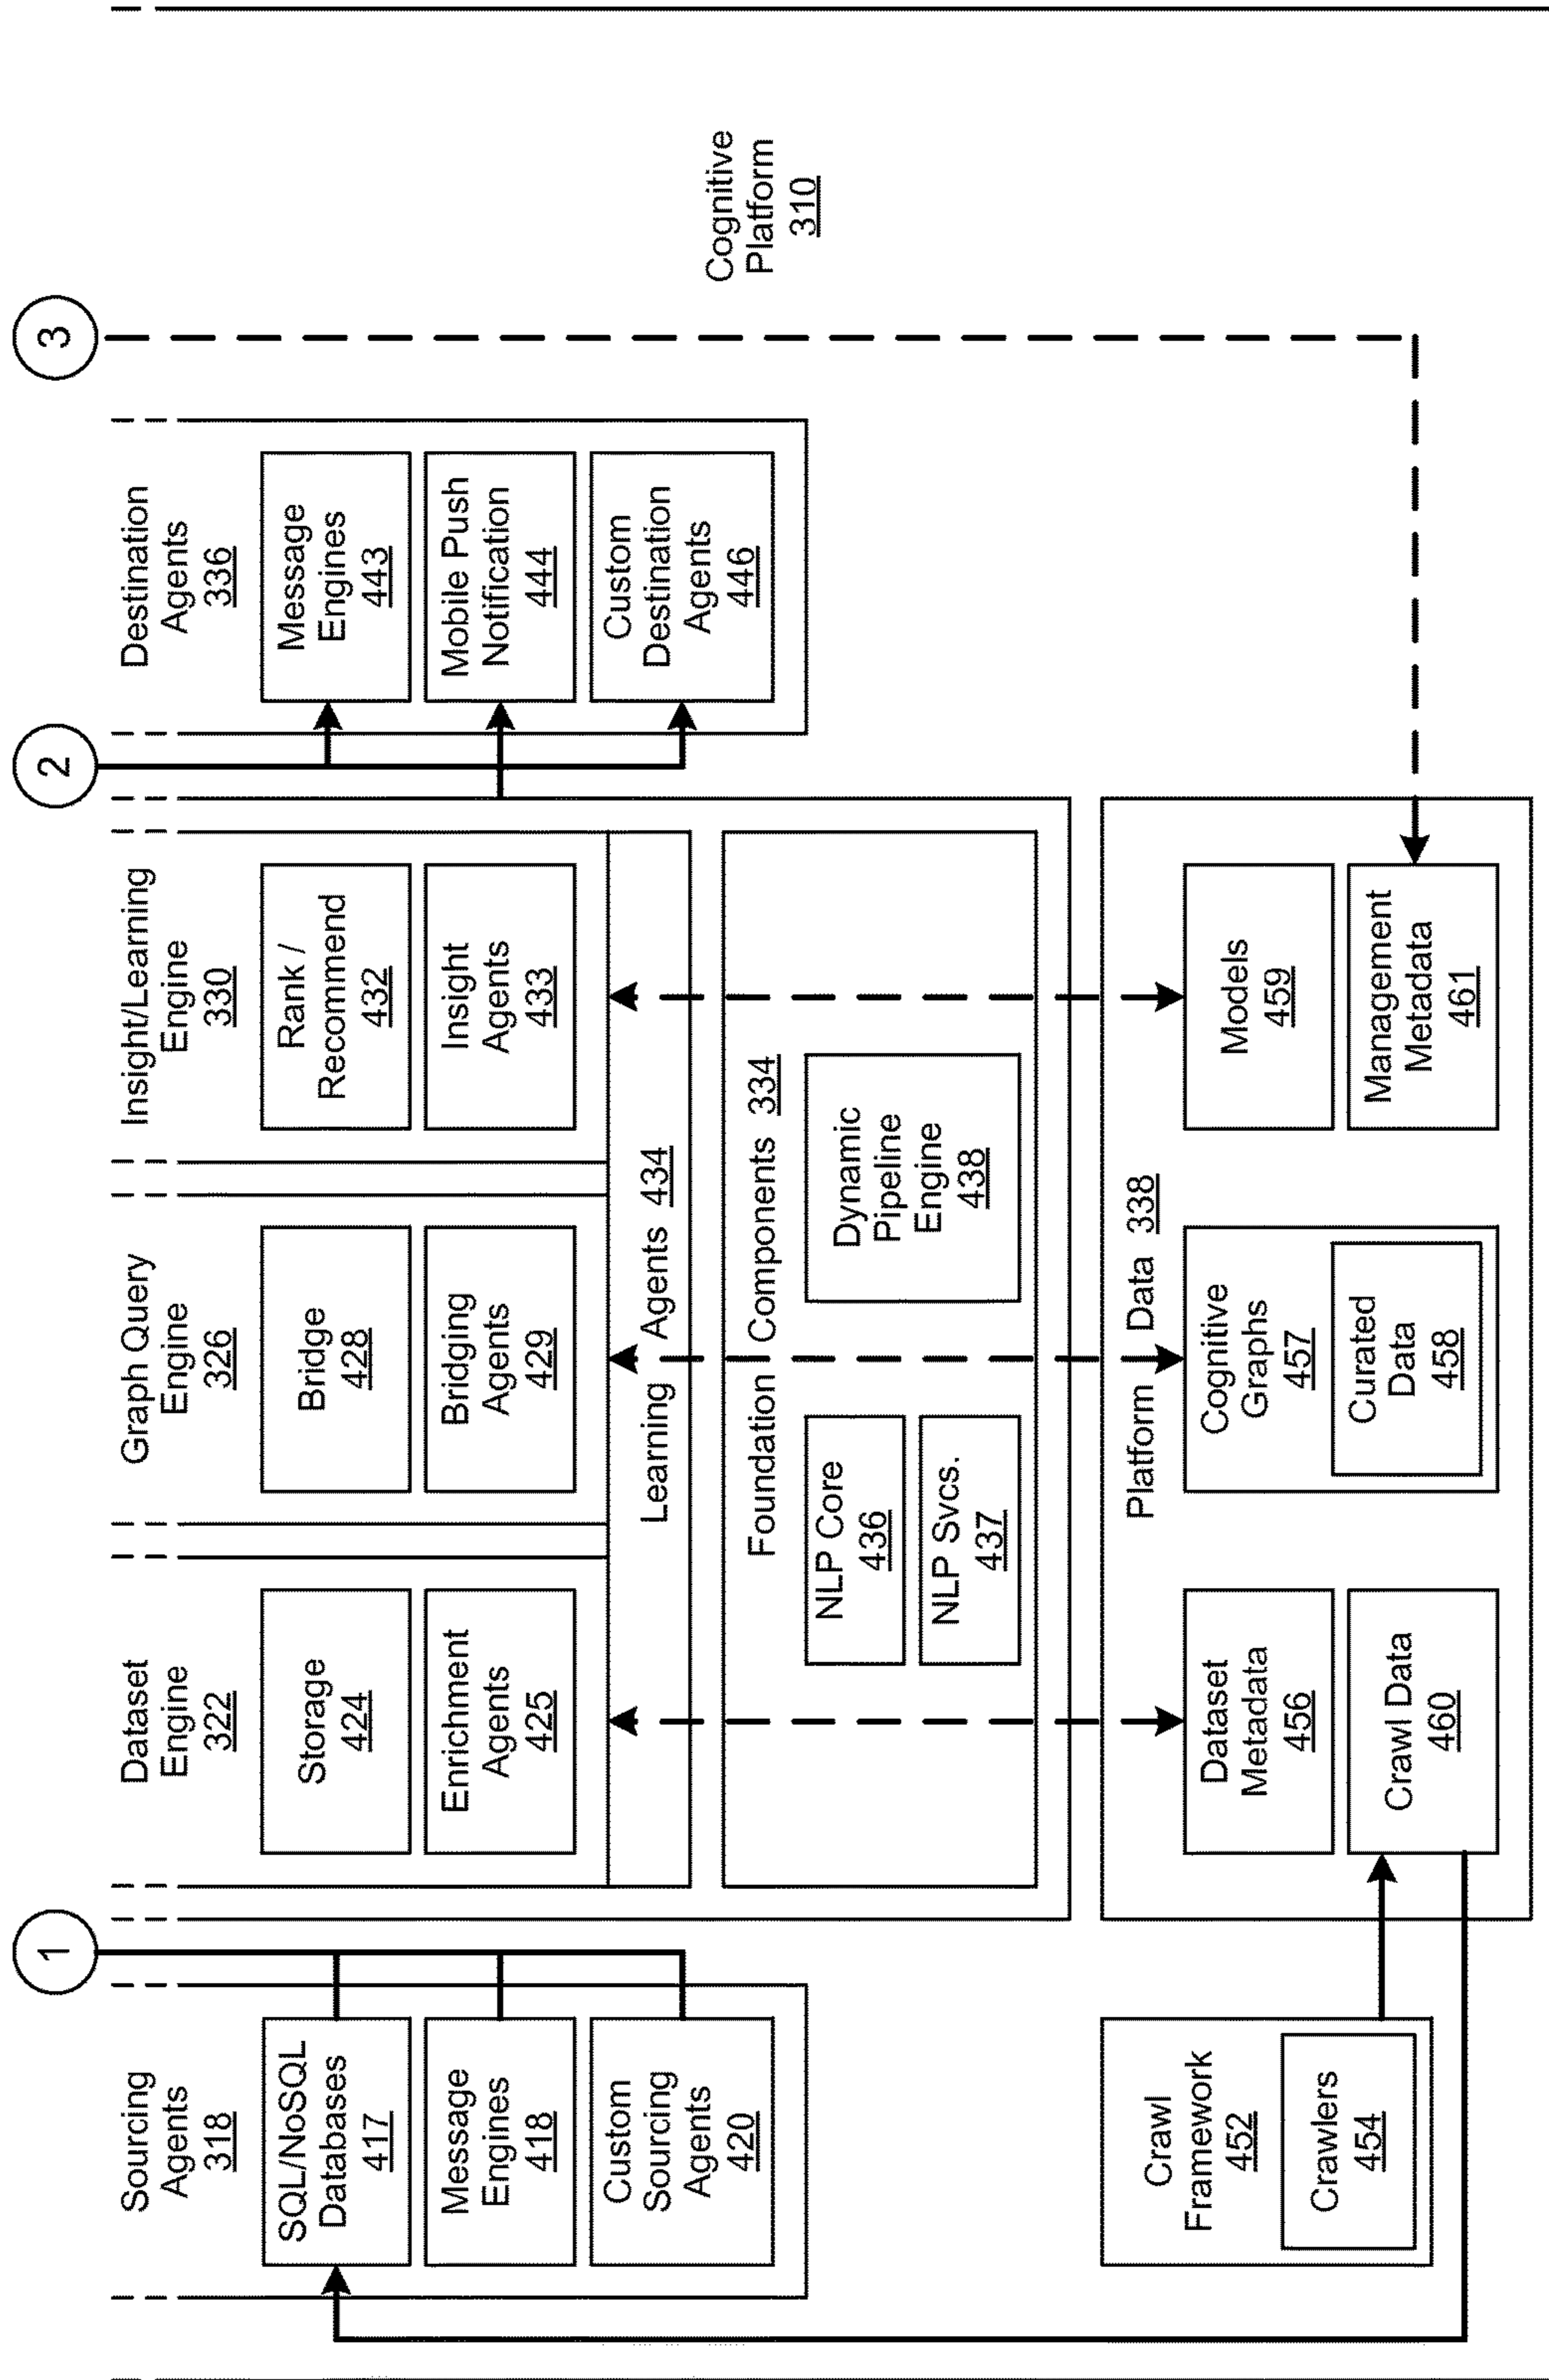 1
2
3
Sourcing
Agents
318
SQL/NoSQL
Databases
417
Message
Engines
418
Custom
Sourcing
Agents
420
Dataset
Engine
322
Storage
424
Enrichment
Agents
425
Graph Query
Engine
326
Bridge
428
Bridging
Agents
429
Insight/Learning
Engine
330
Rank /
Recommend
432
Insight
Agents
433
Learning Agents 434
Foundation Components 334
NLP Core
436
NLP Svcs.
437
Dynamic
Pipeline
Engine
438
Destination
Agents
336
Message
Engines
443
Mobile Push
Notification
444
Custom
Destination
Agents
446
Cognitive
Platform
310
Crawl
Framework
452
Crawlers
454
Platform Data 338
Dataset
Metadata
456
Crawl Data
460
Cognitive
Graphs
457
Curated
Data
458
Models
459
Management
Metadata
461